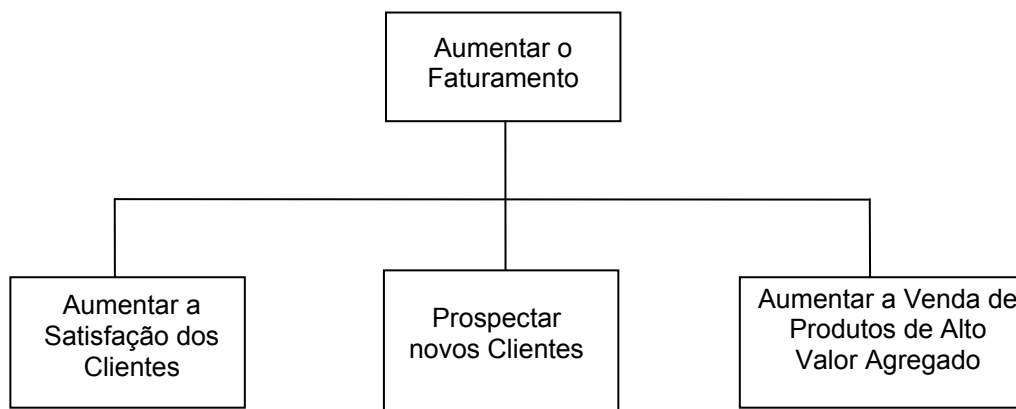 Aumentar o
Faturamento
Aumentar a
Satisfação dos
Clientes
Prospectar
novos Clientes
Aumentar a Venda de
Produtos de Alto
Valor Agregado